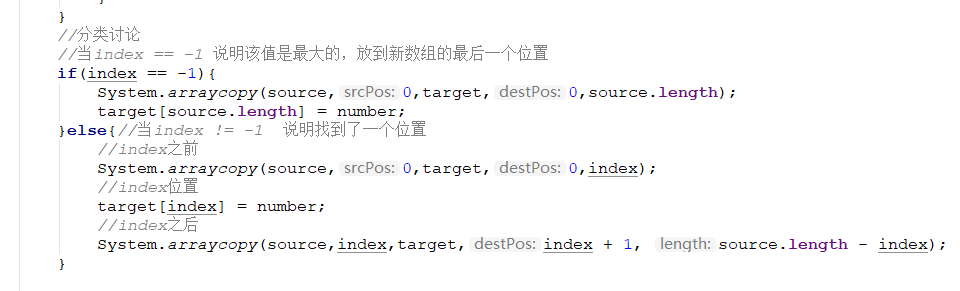 }
//分类讨论
//当index == -1 说明该值是最大的，放到新数组的最后一个位置
if(index == -1){
System.arraycopy(source, srcPos: 0,target, destPos: 0,source.length);
target[source.length] = number;
}else{//当index != -1  说明找到了一个位置
//index之前
System.arraycopy(source, srcPos: 0,target, destPos: 0,index);
//index位置
target[index] = number;
//index之后
System.arraycopy(source,index,target, destPos: index + 1, length: source.length - index);
}